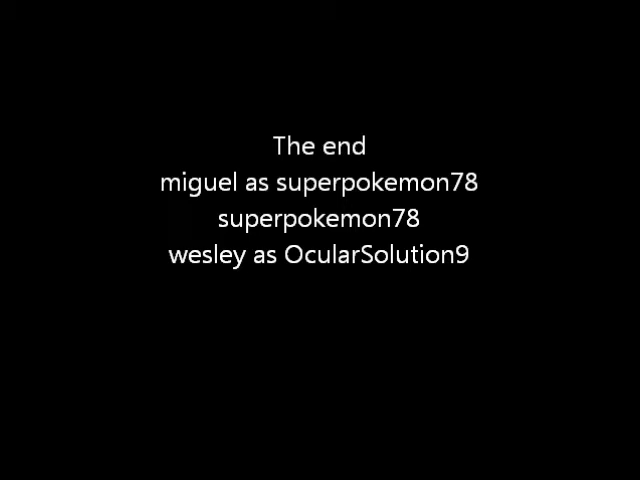 The end
miguel as superpokemon78
superpokemon78
wesley as OcularSolution9